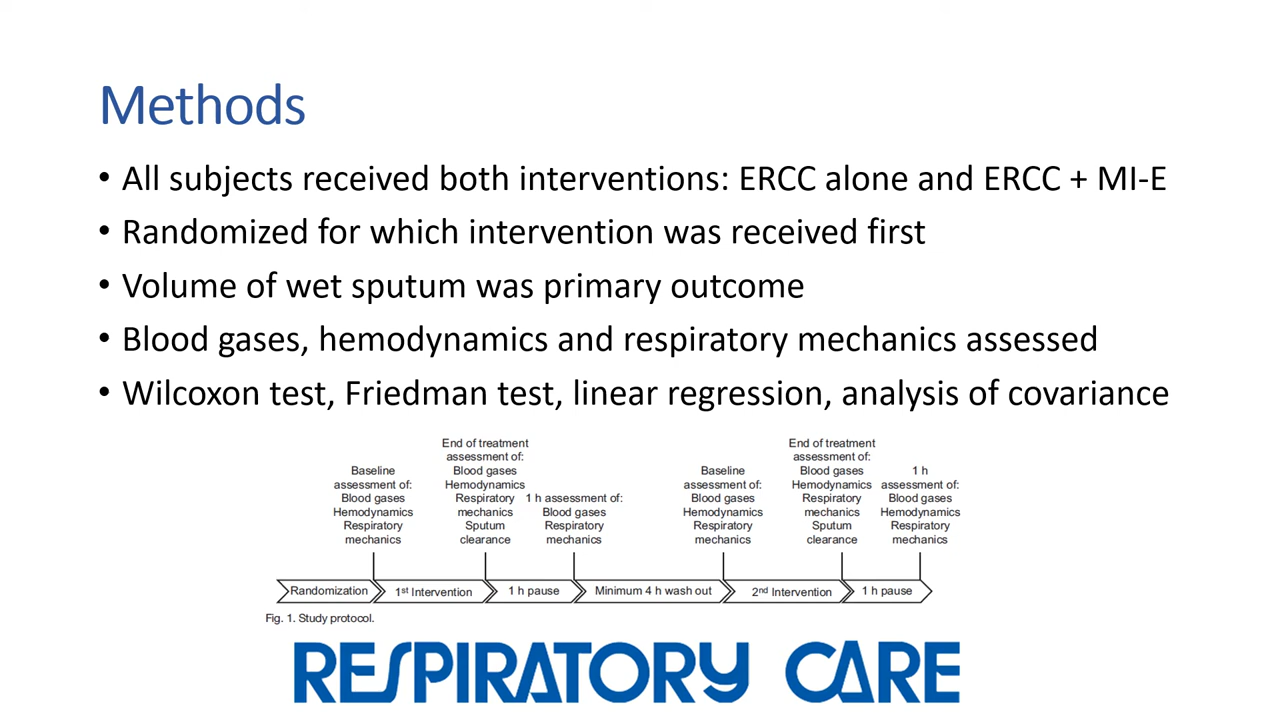 Methods
• All subjects received both interventions: ERCC alone and ERCC + MI-E
• Randomized for which intervention was received first
• Volume of wet sputum was primary outcome
• Blood gases, hemodynamics and respiratory mechanics assessed
• Wilcoxon test, Friedman test, linear regression, analysis of covariance
Baseline
assessment of:
Blood gases
Hemodynamics
Respiratory
mechanics
End of treatment
assessment of:
Blood gases
Hemodynamics
Respiratory
mechanics
Sputum
clearance
1 h assessment of:
Blood gases
Respiratory
mechanics
Baseline
assessment of:
Blood gases
Hemodynamics
Respiratory
mechanics
End of treatment
assessment of:
Blood gases
Hemodynamics
Respiratory
mechanics
Sputum
clearance
1 h
assessment of:
Blood gases
Hemodynamics
Respiratory
mechanics
Randomization
1st Intervention
1 h pause
Minimum 4 h wash out
2nd Intervention
1 h pause
Fig. 1. Study protocol.
RESPIRATORY CARE